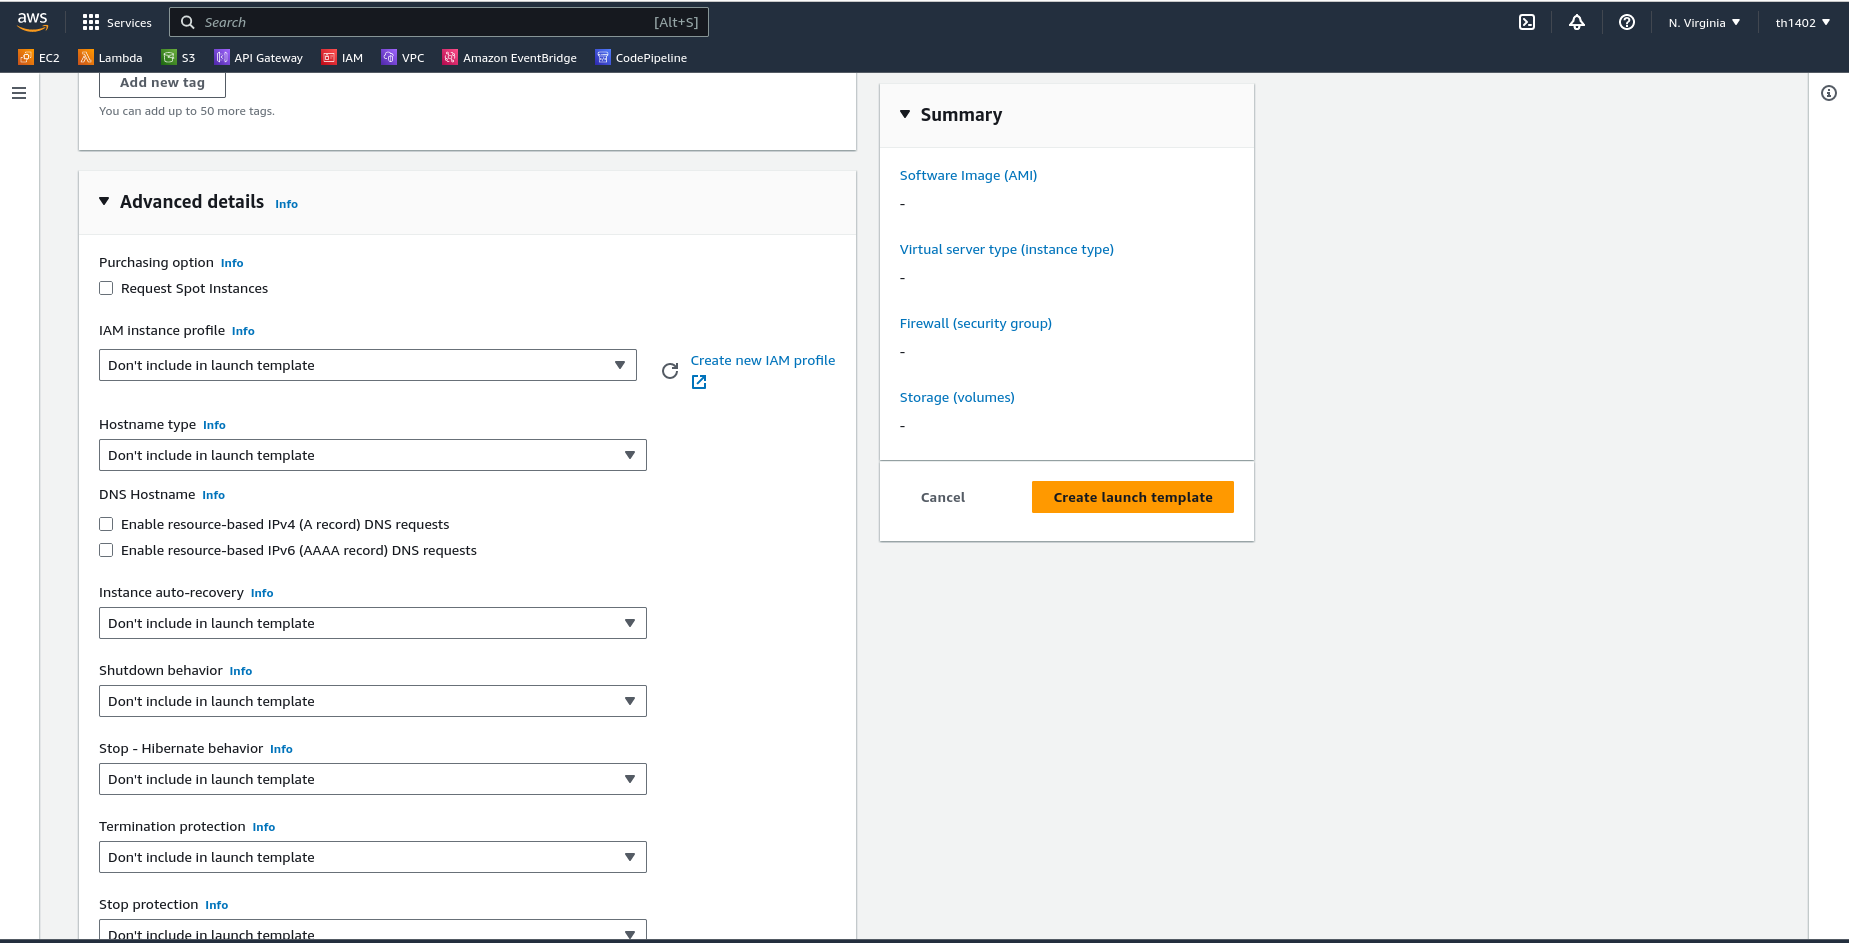 aws
Services
Search [Alt+S]
N. Virginia
th1402
EC2 Lambda S3 API Gateway IAM VPC Amazon EventBridge CodePipeline
Add new tag
You can add up to 50 more tags.
Advanced details Info
Purchasing option Info
Request Spot Instances
IAM instance profile Info
Don't include in launch template
Create new IAM profile
Hostname type Info
Don't include in launch template
DNS Hostname Info
Enable resource-based IPv4 (A record) DNS requests
Enable resource-based IPv6 (AAAA record) DNS requests
Instance auto-recovery Info
Don't include in launch template
Shutdown behavior Info
Don't include in launch template
Stop - Hibernate behavior Info
Don't include in launch template
Termination protection Info
Don't include in launch template
Stop protection Info
Don't include in launch template
Summary
Software Image (AMI)
-
Virtual server type (instance type)
-
Firewall (security group)
-
Storage (volumes)
-
Cancel
Create launch template